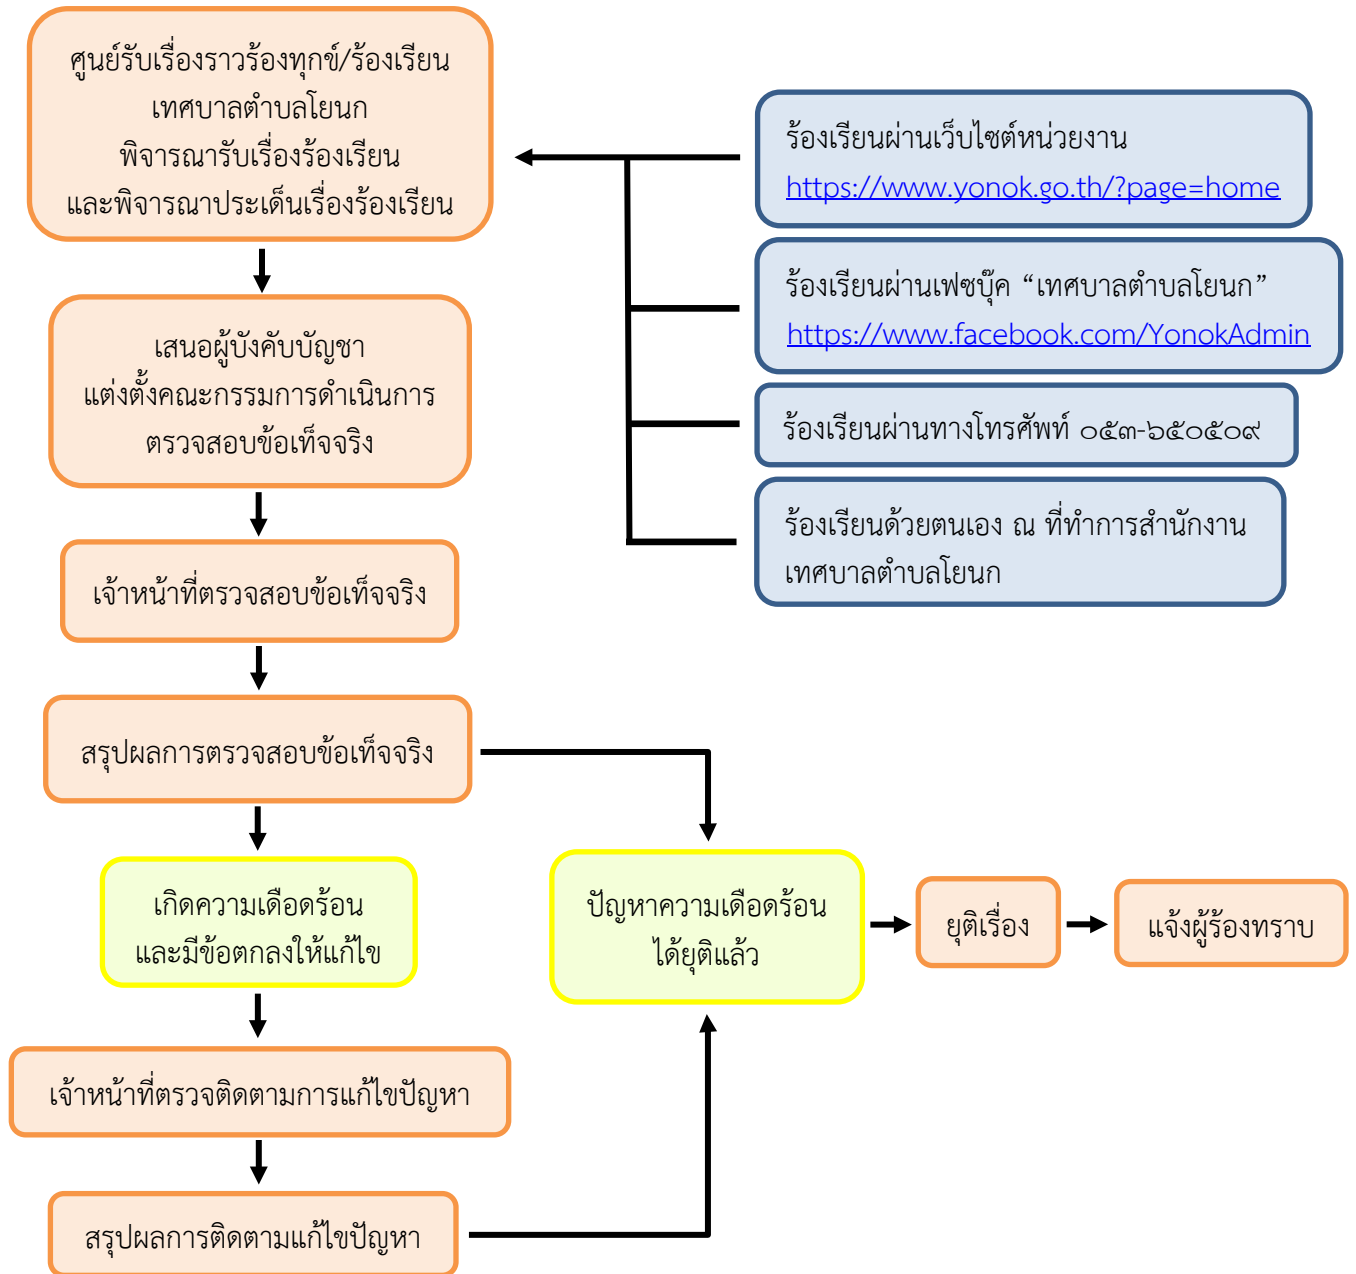 ศูนย์รับเรื่องราวร้องทุกข์/ร้องเรียน
เทศบาลตำบลโยนก
พิจารณารับเรื่องร้องเรียน
และพิจารณาประเด็นเรื่องร้องเรียน
ร้องเรียนผ่านเว็บไซต์หน่วยงาน
https://www.yonok.go.th/?page=home
ร้องเรียนผ่านเฟซบุ๊ค “เทศบาลตำบลโยนก”
https://www.facebook.com/YonokAdmin
ร้องเรียนผ่านทางโทรศัพท์ ๐๕๓-๖๕๐๕๐๙
ร้องเรียนด้วยตนเอง ณ ที่ทำการสำนักงาน
เทศบาลตำบลโยนก
เสนอผู้บังคับบัญชา
แต่งตั้งคณะกรรมการดำเนินการ
ตรวจสอบข้อเท็จจริง
เจ้าหน้าที่ตรวจสอบข้อเท็จจริง
สรุปผลการตรวจสอบข้อเท็จจริง
เกิดความเดือดร้อน
และมีข้อตกลงให้แก้ไข
ปัญหาความเดือดร้อน
ได้ยุติแล้ว
ยุติเรื่อง
แจ้งผู้ร้องทราบ
เจ้าหน้าที่ตรวจติดตามการแก้ไขปัญหา
สรุปผลการติดตามแก้ไขปัญหา